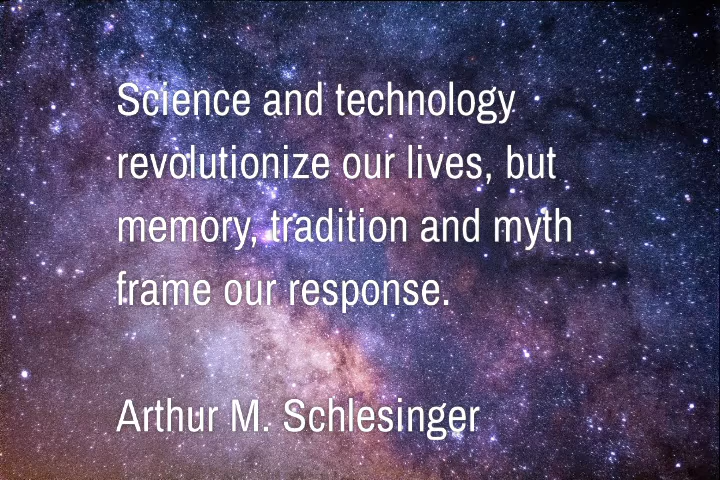 Science and technology
revolutionize our lives, but
memory, tradition and myth
frame our response.
Arthur M. Schlesinger